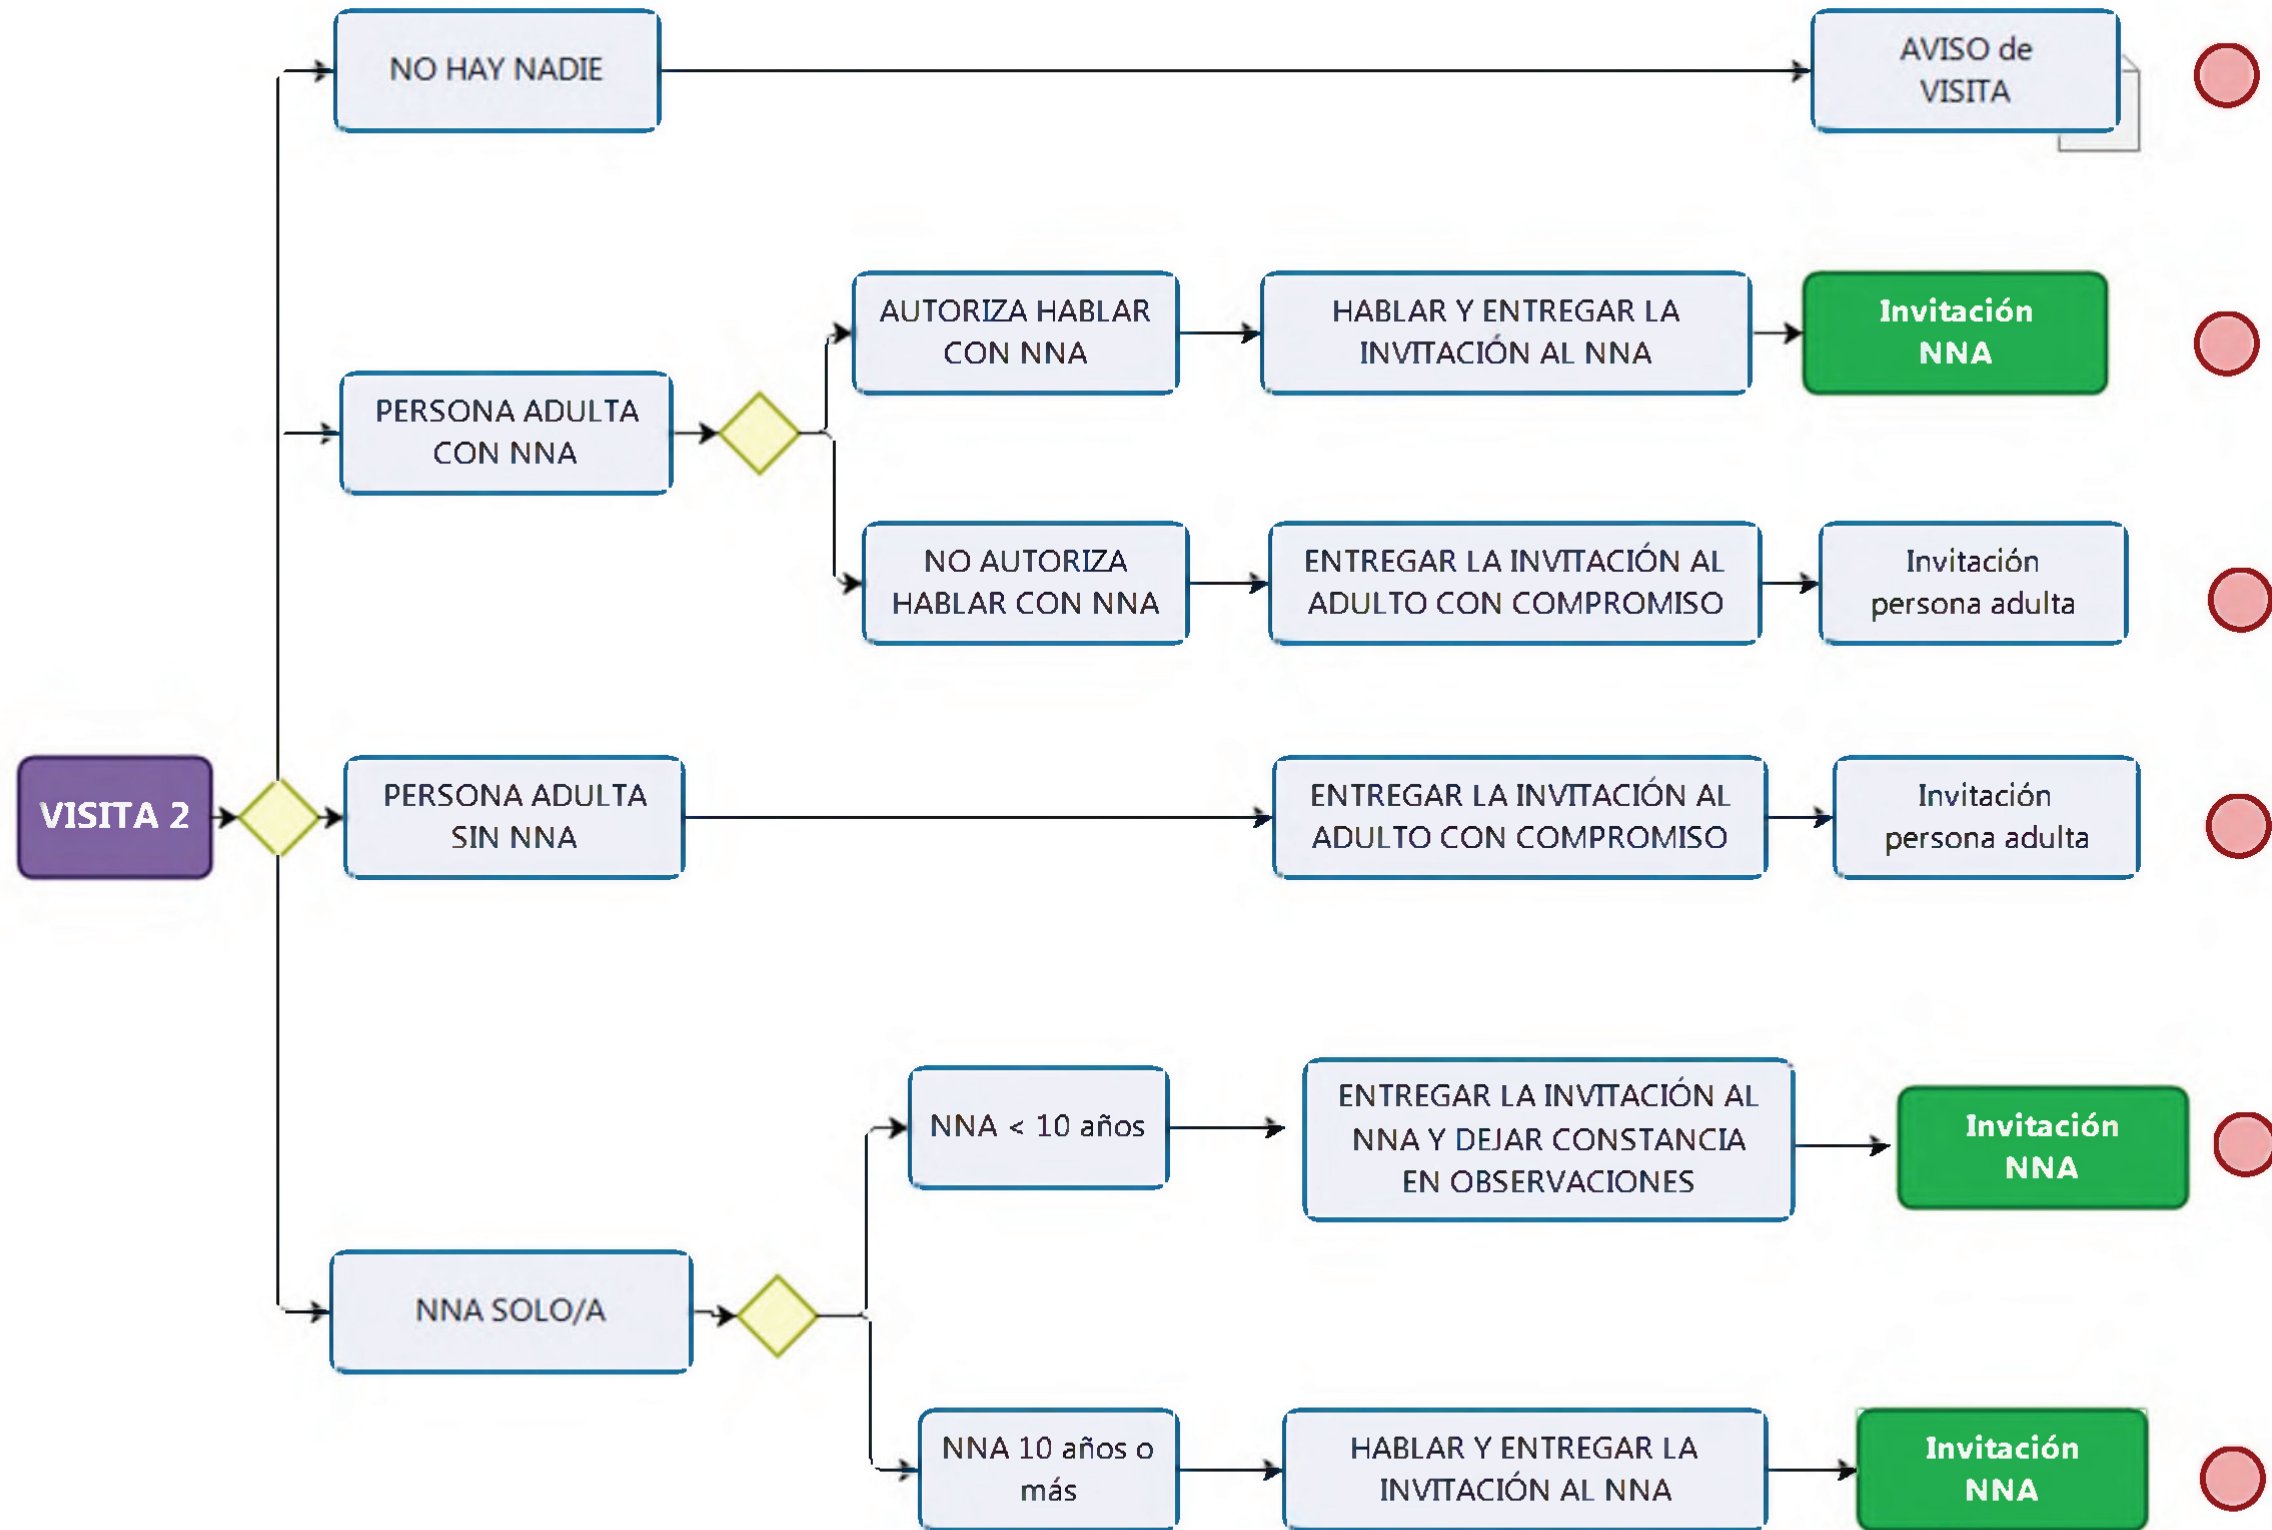 NO HAY NADIE
AVISO de
VISITA
AUTORIZA HABLAR
CON NNA
HABLAR Y ENTREGAR LA
INVITACIÓN AL NNA
Invitación
NNA
PERSONA ADULTA
CON NNA
NO AUTORIZA
HABLAR CON NNA
ENTREGAR LA INVITACIÓN AL
ADULTO CON COMPROMISO
Invitación
persona adulta
VISITA 2
PERSONA ADULTA
SIN NNA
ENTREGAR LA INVITACIÓN AL
ADULTO CON COMPROMISO
Invitación
persona adulta
NNA < 10 años
ENTREGAR LA INVITACIÓN AL
NNA Y DEJAR CONSTANCIA
EN OBSERVACIONES
Invitación
NNA
NNA SOLO/A
NNA 10 años o
más
HABLAR Y ENTREGAR LA
INVITACIÓN AL NNA
Invitación
NNA